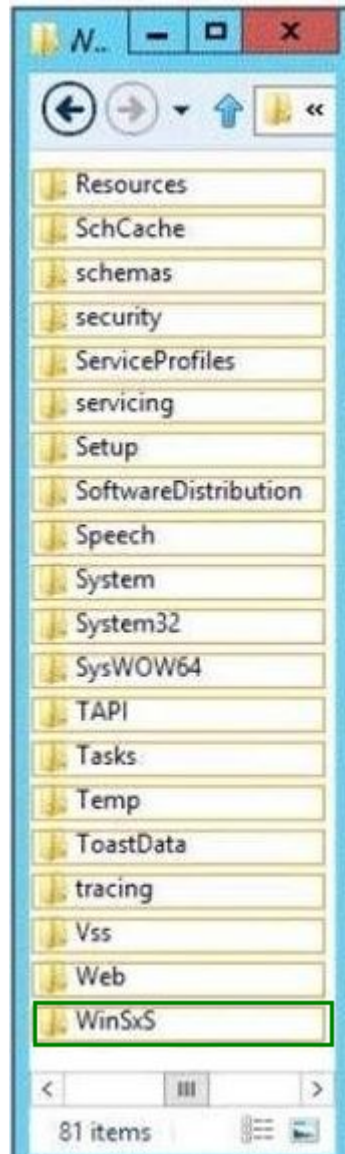 N..
«
Resources
SchCache
schemas
security
ServiceProfiles
servicing
Setup
SoftwareDistribution
Speech
System
System32
SysWOW64
TAPI
Tasks
Temp
ToastData
tracing
Vss
Web
WinSxS
81 items